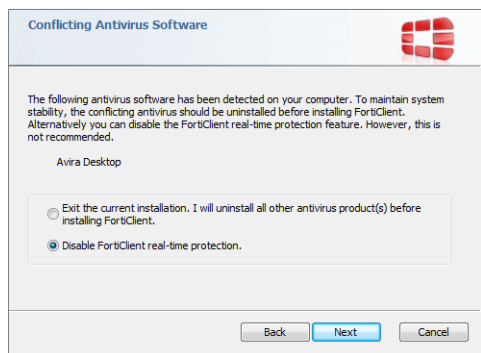 Conflicting Antivirus Software
The following antivirus software has been detected on your computer. To maintain system
stability, the conflicting antivirus should be uninstalled before installing FortiClient.
Alternatively you can disable the FortiClient real-time protection feature. However, this is
not recommended.
Avira Desktop
Exit the current installation. I will uninstall all other antivirus product(s) before
installing FortiClient.
Disable FortiClient real-time protection.
Back Next Cancel